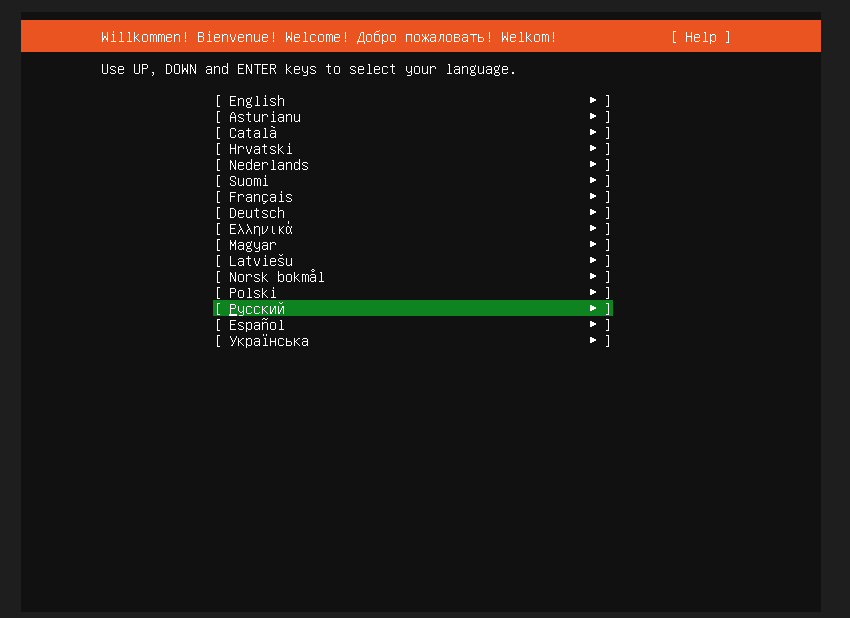 Willkommen! Bienvenue! Welcome! Добро пожаловать! Welkom! [ Help ]
Use UP, DOWN and ENTER keys to select your language.
[ English ► ]
[ Asturianu ► ]
[ Català ► ]
[ Hrvatski ► ]
[ Nederlands ► ]
[ Suomi ► ]
[ Français ► ]
[ Deutsch ► ]
[ Ελληνικά ► ]
[ Magyar ► ]
[ Latviešu ► ]
[ Norsk bokmål ► ]
[ Polski ► ]
[ Русский ► ]
[ Español ► ]
[ Українська ► ]